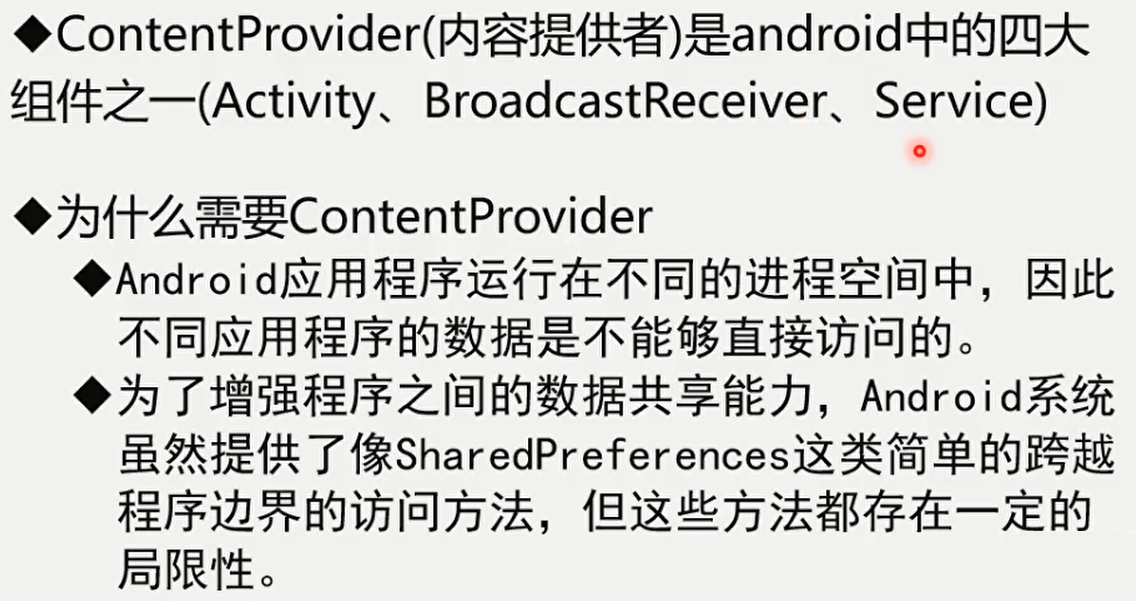 ◆ContentProvider(内容提供者)是android中的四大
组件之一(Activity、BroadcastReceiver、Service)
◆为什么需要ContentProvider
◆Android应用程序运行在不同的进程空间中，因此
不同应用程序的数据是不能够直接访问的。
◆为了增强程序之间的数据共享能力，Android系统
虽然提供了像SharedPreferences这类简单的跨越
程序边界的访问方法，但这些方法都存在一定的
局限性。